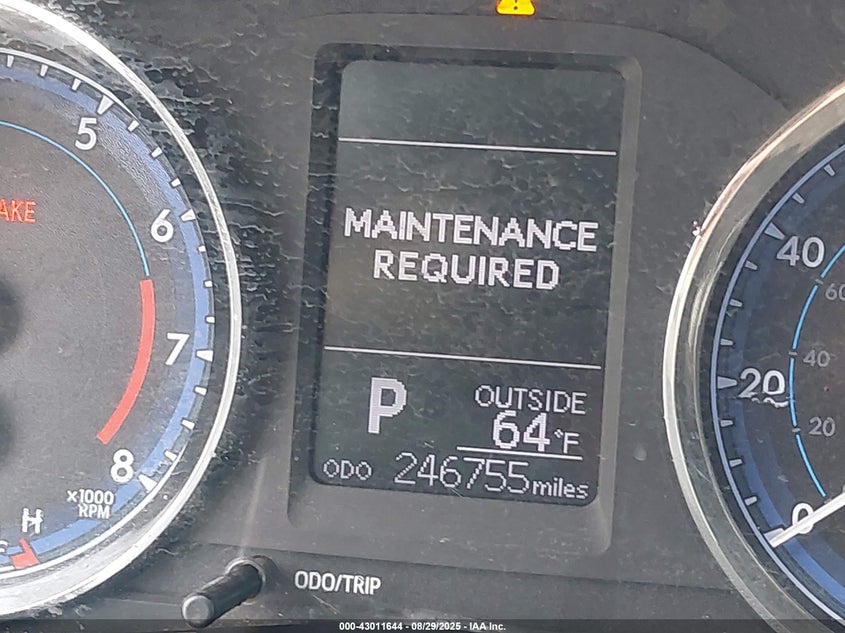 5
AKE
6
7
8
x1000
RPM
H
MAINTENANCE
REQUIRED
P
OUTSIDE
64°F
ODO 246755 miles
ODO/TRIP
40
60
40
20
20
0
000-43011644 - 08/29/2025 - IAA Inc.